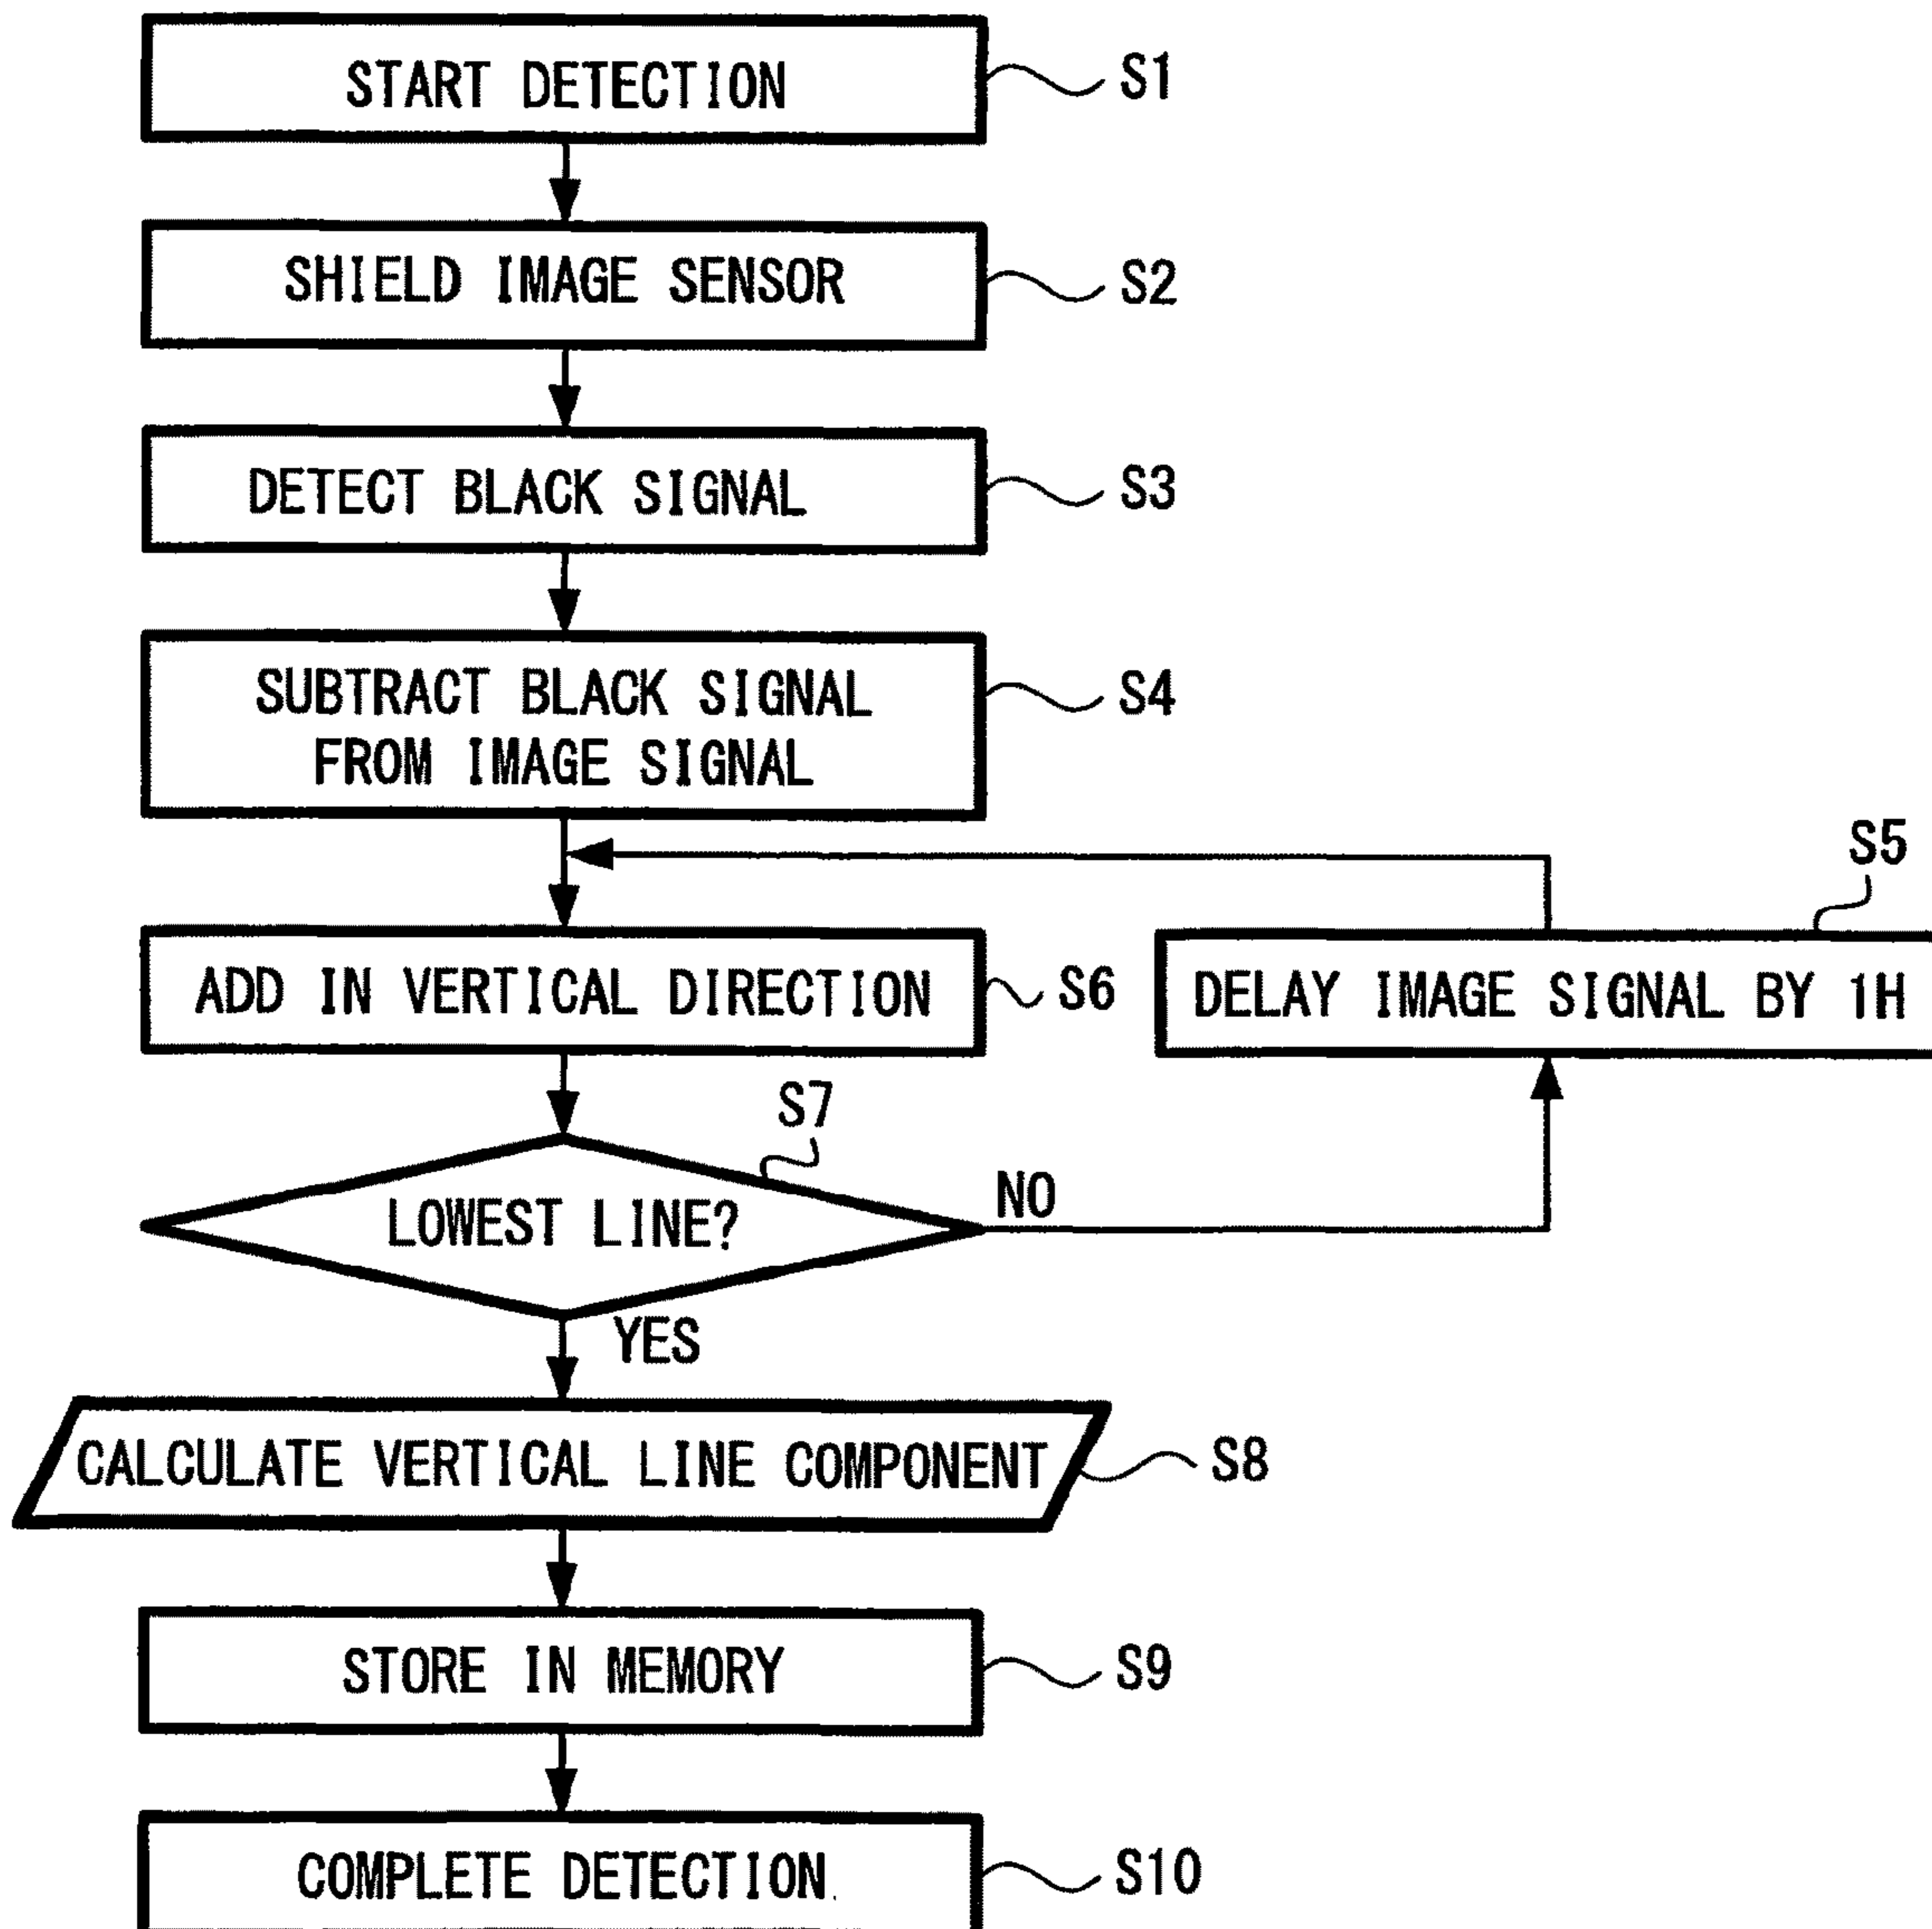 START DETECTION
S1
SHIELD IMAGE SENSOR
S2
DETECT BLACK SIGNAL
S3
SUBTRACT BLACK SIGNAL
FROM IMAGE SIGNAL
S4
S5
ADD IN VERTICAL DIRECTION
S6
DELAY IMAGE SIGNAL BY 1H
S7
LOWEST LINE?
NO
YES
CALCULATE VERTICAL LINE COMPONENT
S8
STORE IN MEMORY
S9
COMPLETE DETECTION
S10